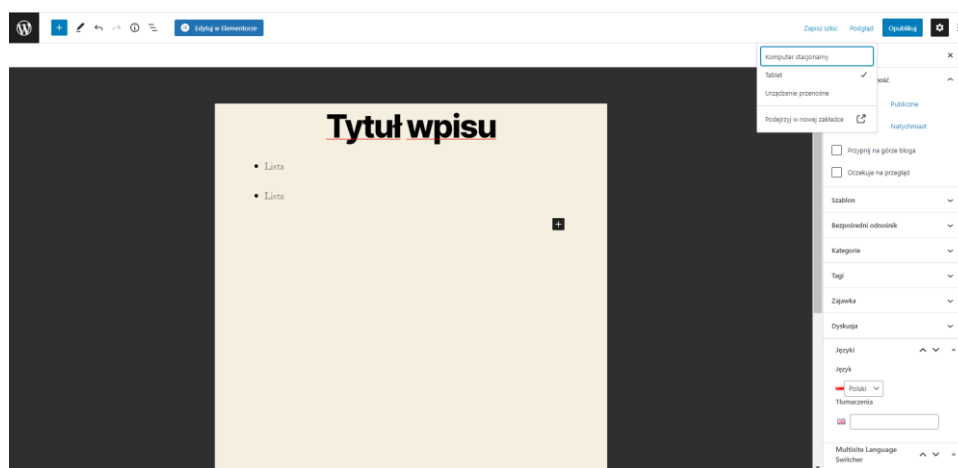 Edytuj w Elementorze
Zapisz szkic Podgląd Opublikuj
Komputer stacjonarny
Tablet
Urządzenie przenośne
Podejrzyj w nowej zakładce
Publiczne
Natychmiast
Przypnij na górze bloga
Oczekuje na przegląd
Szablon
Bezpośredni odnośnik
Kategorie
Tagi
Zajawka
Dyskusja
Języki
Język
Polski
Tłumaczenia
Multisite Language
Switcher
Tytuł wpisu
Lista
Lista